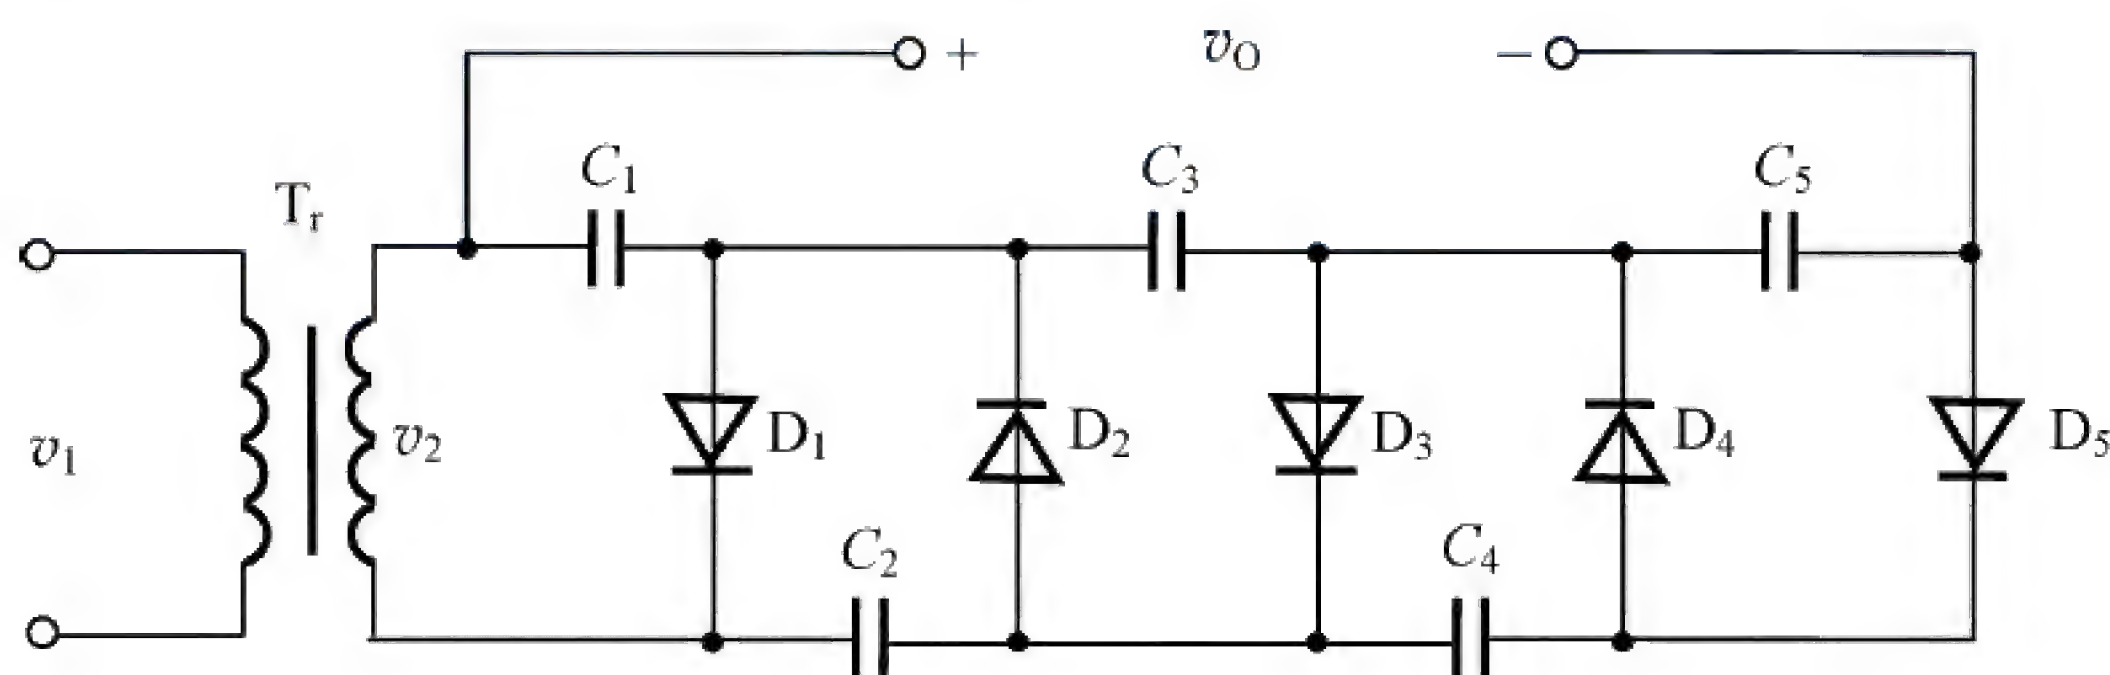 + v_O −
T_r C_1 C_3 C_5
v_1 v_2 D_1 D_2 D_3 D_4 D_5
C_2 C_4